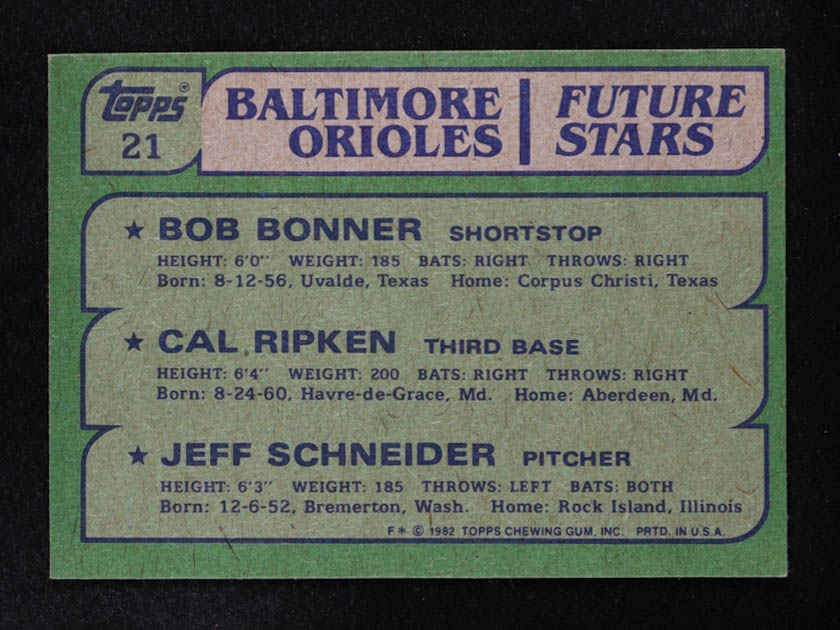 Topps®
21
BALTIMORE ORIOLES
FUTURE STARS
★ BOB BONNER SHORTSTOP
HEIGHT: 6'0" WEIGHT: 185 BATS: RIGHT THROWS: RIGHT
Born: 8-12-56, Uvalde, Texas Home: Corpus Christi, Texas
★ CAL RIPKEN THIRD BASE
HEIGHT: 6'4" WEIGHT: 200 BATS: RIGHT THROWS: RIGHT
Born: 8-24-60, Havre-de-Grace, Md. Home: Aberdeen, Md.
★ JEFF SCHNEIDER PITCHER
HEIGHT: 6'3" WEIGHT: 185 THROWS: LEFT BATS: BOTH
Born: 12-6-52, Bremerton, Wash. Home: Rock Island, Illinois
F* © 1982 TOPPS CHEWING GUM, INC. PRTD. IN U.S.A.